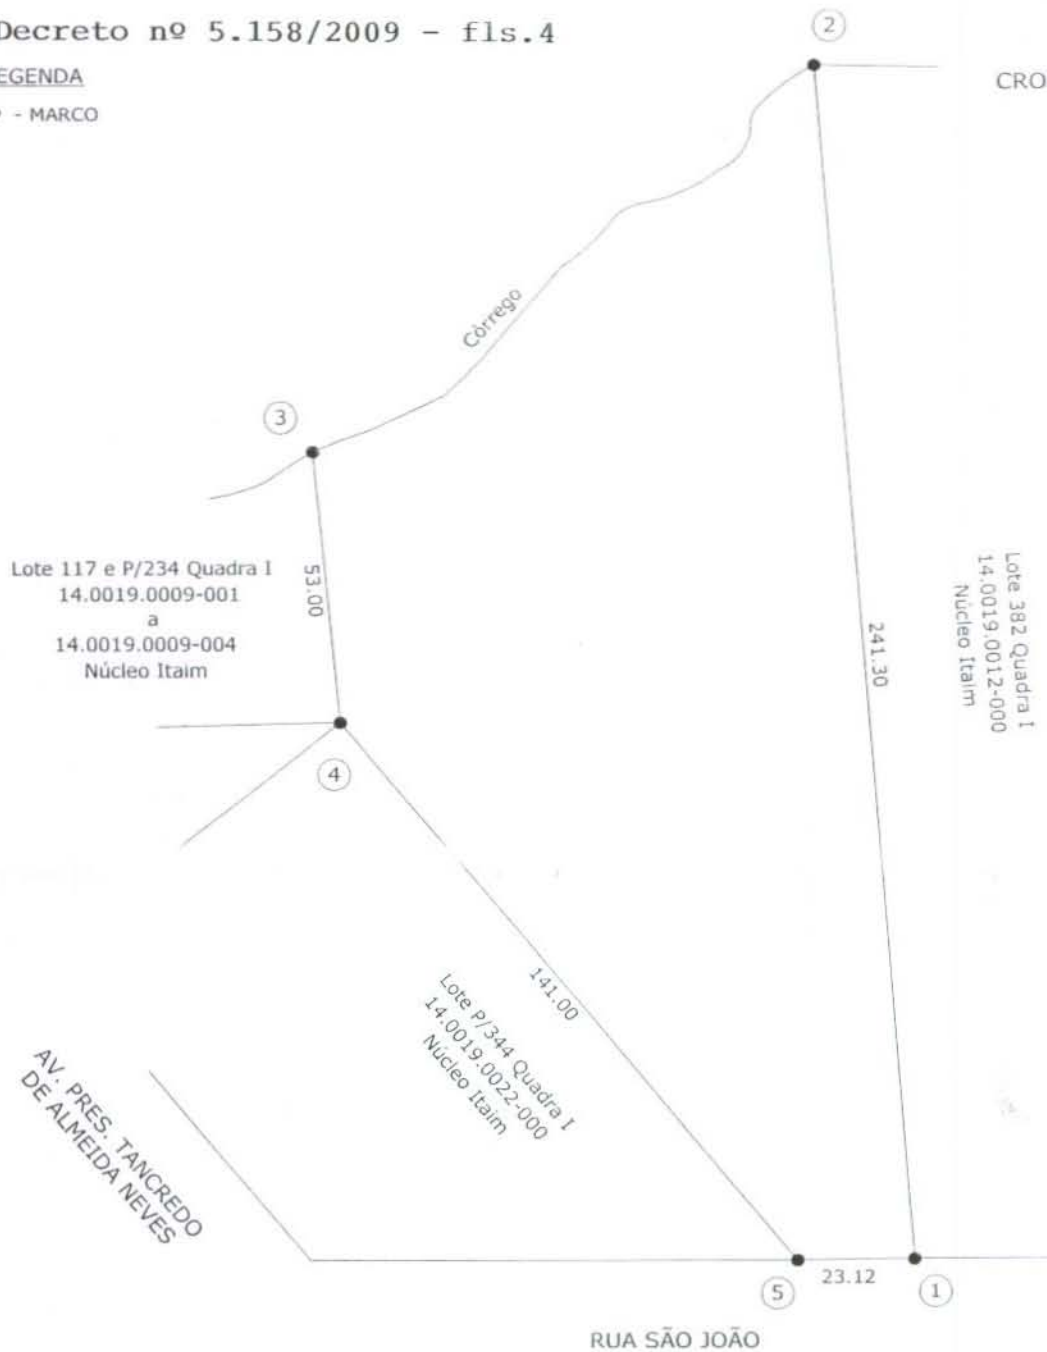 Decreto nº 5.158/2009 - fls.4
EGENDA
- MARCO
2
CRO
Còrrego
3
Lote 117 e P/234 Quadra I
14.0019.0009-001
a
14.0019.0009-004
Núcleo Itaim
53.00
241.30
Lote 382 Quadra I
14.0019.0012-000
Núcleo Itaim
4
141.00
Lote P/344 Quadra I
14.0019.0022-000
Núcleo Itaim
AV. PRES. TANCREDO
DE ALMEIDA NEVES
5
23.12
1
RUA SÃO JOÃO